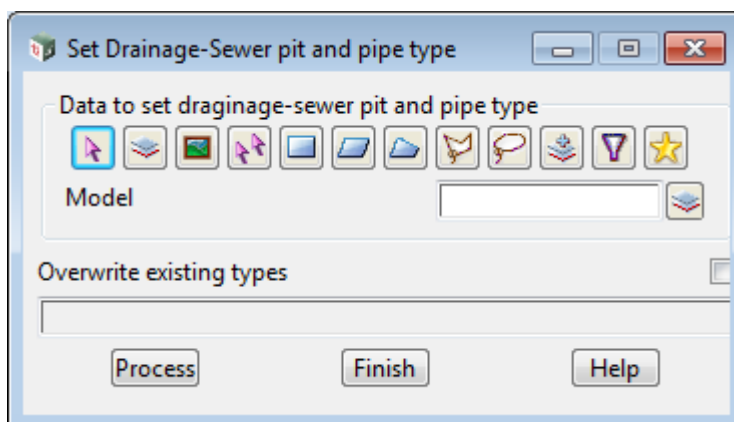 Set Drainage-Sewer pit and pipe type
Data to set draginage-sewer pit and pipe type
Model
Overwrite existing types
Process Finish Help